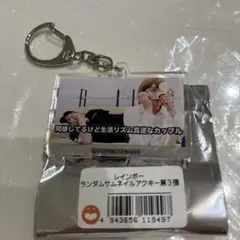 同棲してるけど生活リズム真逆なカップル
レインボー
ランダムサムネイルアクキー第3弾
4 943656 119497